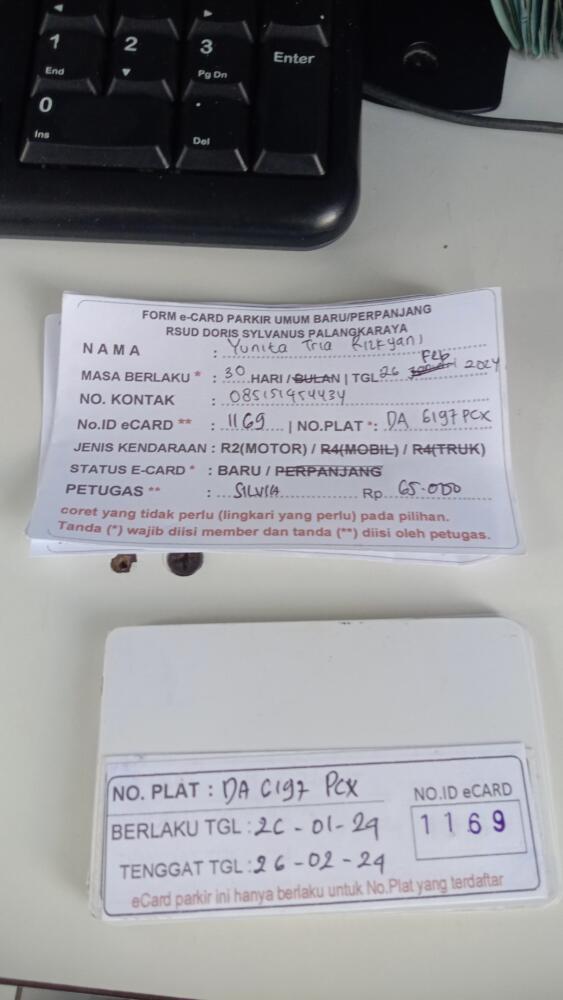 1
End
2
3
Pg Dn
Enter
0
Ins
.
Del
FORM e-CARD PARKIR UMUM BARU/PERPANJANG
RSUD DORIS SYLVANUS PALANGKARAYA
NAMA : Yunita Tria Rizkyani
MASA BERLAKU * : 30 HARI / BULAN | TGL 26 Januari Feb 2024
NO. KONTAK : 085151954434
No.ID eCARD ** : 1169 | NO.PLAT *: DA 6197 PCX
JENIS KENDARAAN : R2(MOTOR) / R4(MOBIL) / R4(TRUK)
STATUS E-CARD * : BARU / PERPANJANG
PETUGAS ** : SILVIA Rp 65.000
coret yang tidak perlu (lingkari yang perlu) pada pilihan.
Tanda (*) wajib diisi member dan tanda (**) diisi oleh petugas.
NO. PLAT : DA 6197 PCX
NO.ID eCARD
1169
BERLAKU TGL : 26-01-24
TENGGAT TGL : 26-02-24
eCard parkir ini hanya berlaku untuk No.Plat yang terdaftar